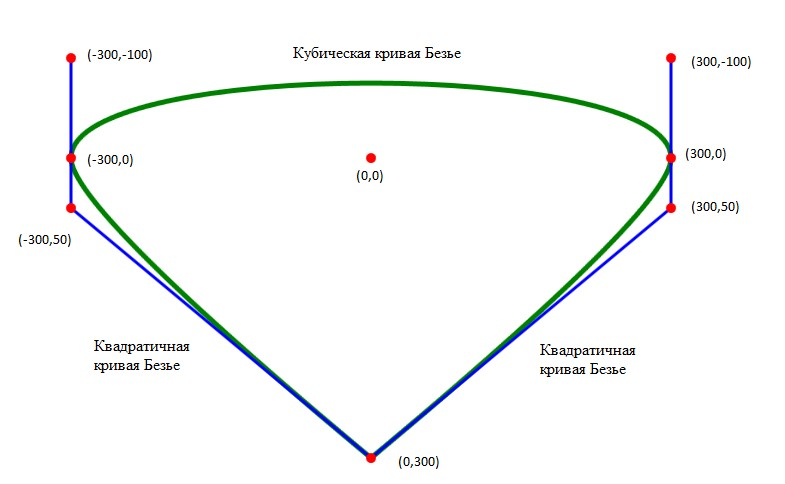 Кубическая кривая Безье
(-300,-100)
(300,-100)
(-300,0)
(0,0)
(300,0)
(-300,50)
(300,50)
Квадратичная
кривая Безье
Квадратичная
кривая Безье
(0,300)